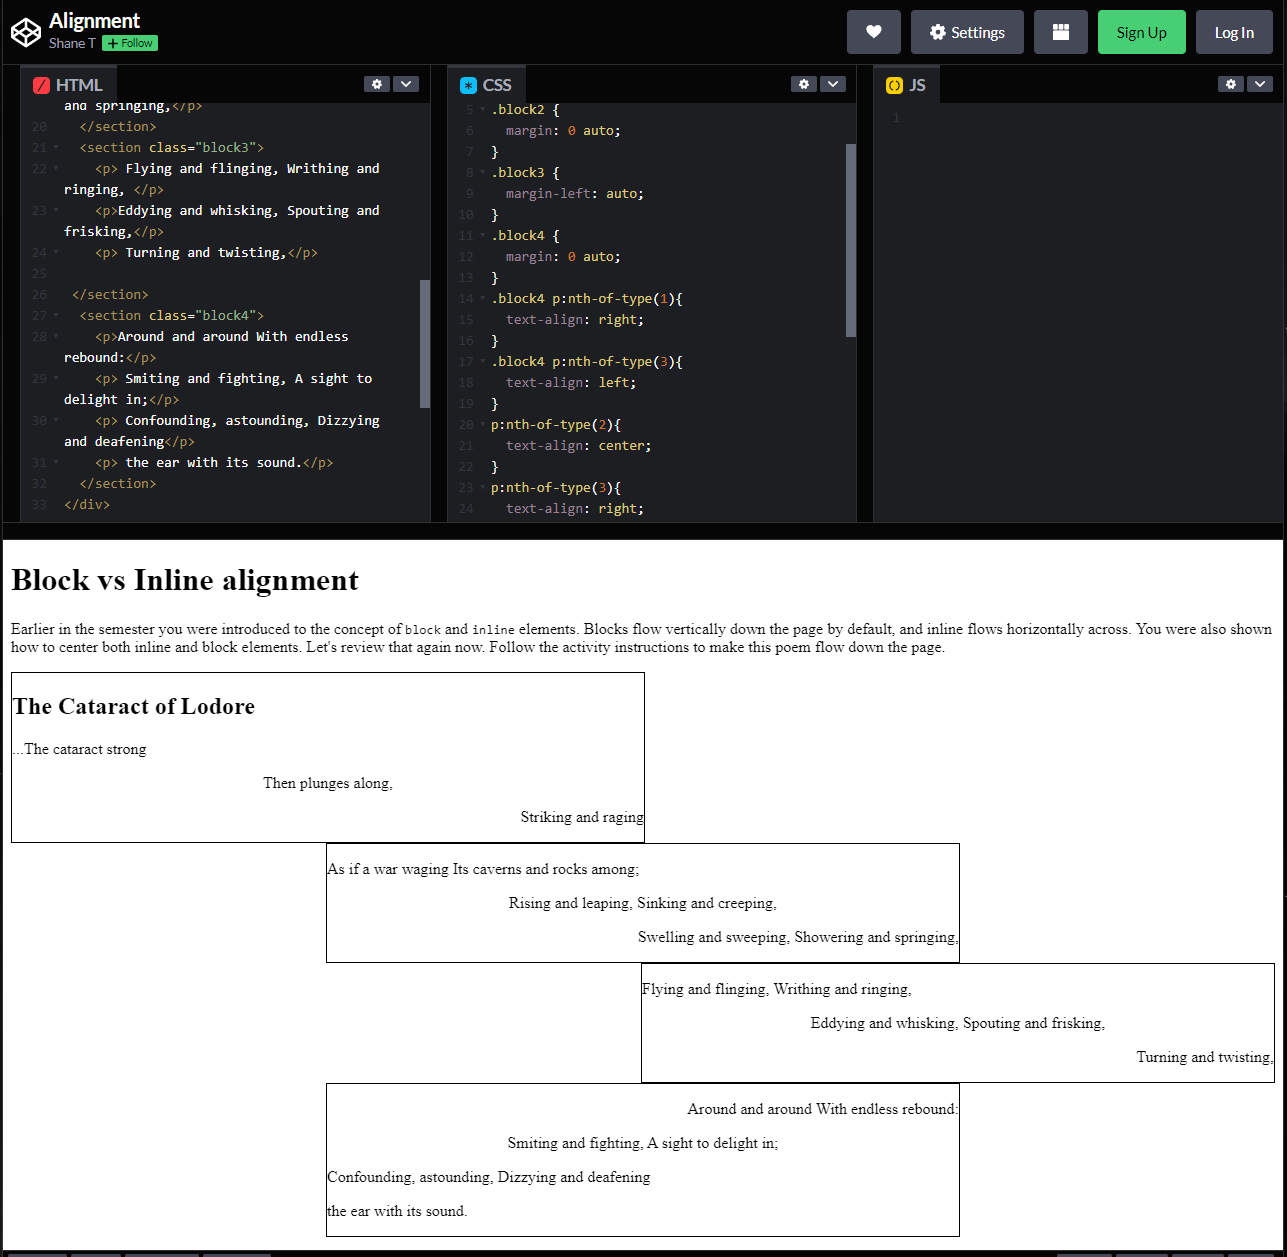 Alignment
Shane T + Follow
Settings
Sign Up
Log In
HTML
and springing,</p>
20 </section>
21 <section class="block3">
22 <p> Flying and flinging, Writhing and
ringing, </p>
23 <p>Eddying and whisking, Spouting and
frisking,</p>
24 <p> Turning and twisting,</p>
25
26 </section>
27 <section class="block4">
28 <p>Around and around With endless
rebound:</p>
29 <p> Smiting and fighting, A sight to
delight in;</p>
30 <p> Confounding, astounding, Dizzying
and deafening</p>
31 <p> the ear with its sound.</p>
32 </section>
33 </div>
CSS
5 .block2 {
6 margin: 0 auto;
7 }
8 .block3 {
9 margin-left: auto;
10 }
11 .block4 {
12 margin: 0 auto;
13 }
14 .block4 p:nth-of-type(1){
15 text-align: right;
16 }
17 .block4 p:nth-of-type(3){
18 text-align: left;
19 }
20 p:nth-of-type(2){
21 text-align: center;
22 }
23 p:nth-of-type(3){
24 text-align: right;
JS
1
Block vs Inline alignment
Earlier in the semester you were introduced to the concept of block and inline elements. Blocks flow vertically down the page by default, and inline flows horizontally across. You were also shown
how to center both inline and block elements. Let's review that again now. Follow the activity instructions to make this poem flow down the page.
The Cataract of Lodore
...The cataract strong
Then plunges along,
Striking and raging
As if a war waging Its caverns and rocks among;
Rising and leaping, Sinking and creeping,
Swelling and sweeping, Showering and springing,
Flying and flinging, Writhing and ringing,
Eddying and whisking, Spouting and frisking,
Turning and twisting,
Around and around With endless rebound:
Smiting and fighting, A sight to delight in;
Confounding, astounding, Dizzying and deafening
the ear with its sound.